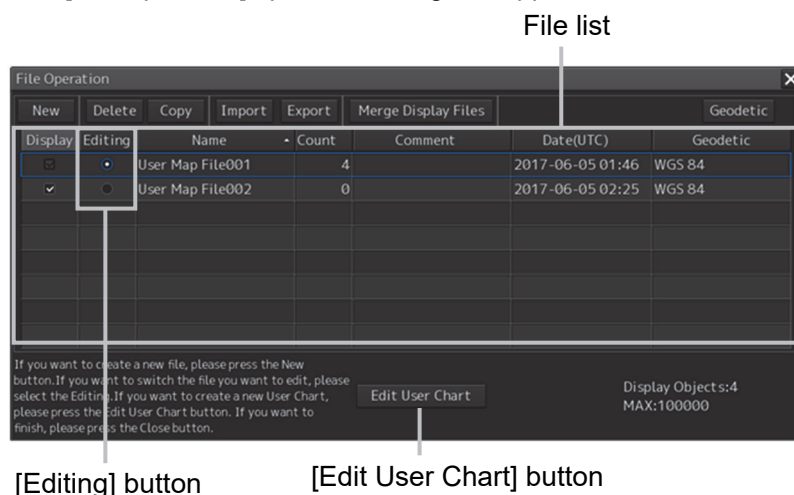 File list
File Operation
New Delete Copy Import Export Merge Display Files Geodetic
Display Editing Name Count Comment Date(UTC) Geodetic
User Map File001 4 2017-06-05 01:46 WGS 84
User Map File002 0 2017-06-05 02:25 WGS 84
If you want to create a new file, please press the New
button.If you want to switch the file you want to edit, please
select the Editing.If you want to create a new User Chart,
please press the Edit User Chart button. If you want to
finish, please press the Close button.
Edit User Chart
Display Objects:4
MAX:100000
[Editing] button
[Edit User Chart] button